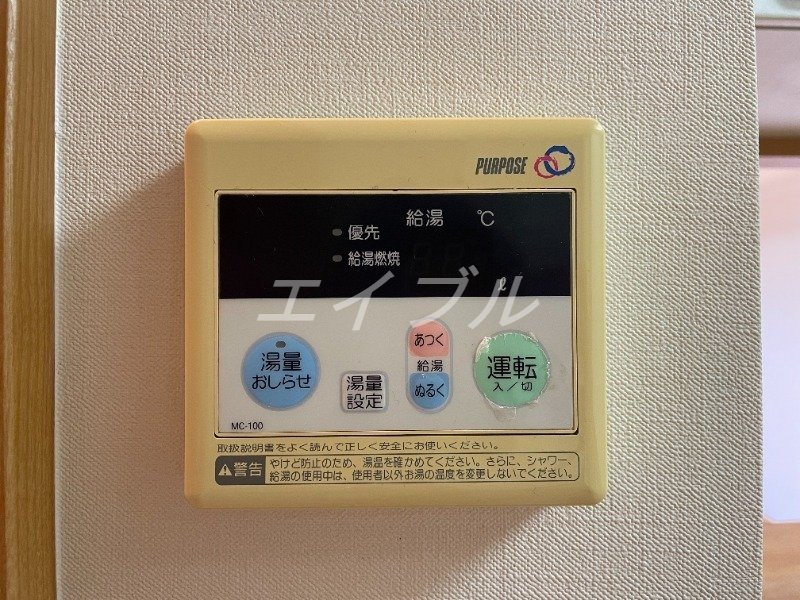 PURPOSE
給湯 ℃
優先
給湯燃焼
ℓ
エイブル
湯量
おしらせ
湯量
設定
あつく
給湯
ぬるく
運転
入/切
MC-100
取扱説明書をよく読んで正しく安全にお使いください。
警告 やけど防止のため、湯温を確かめてください。さらに、シャワー、
給湯の使用中は、使用者以外お湯の温度を変更しないでください。